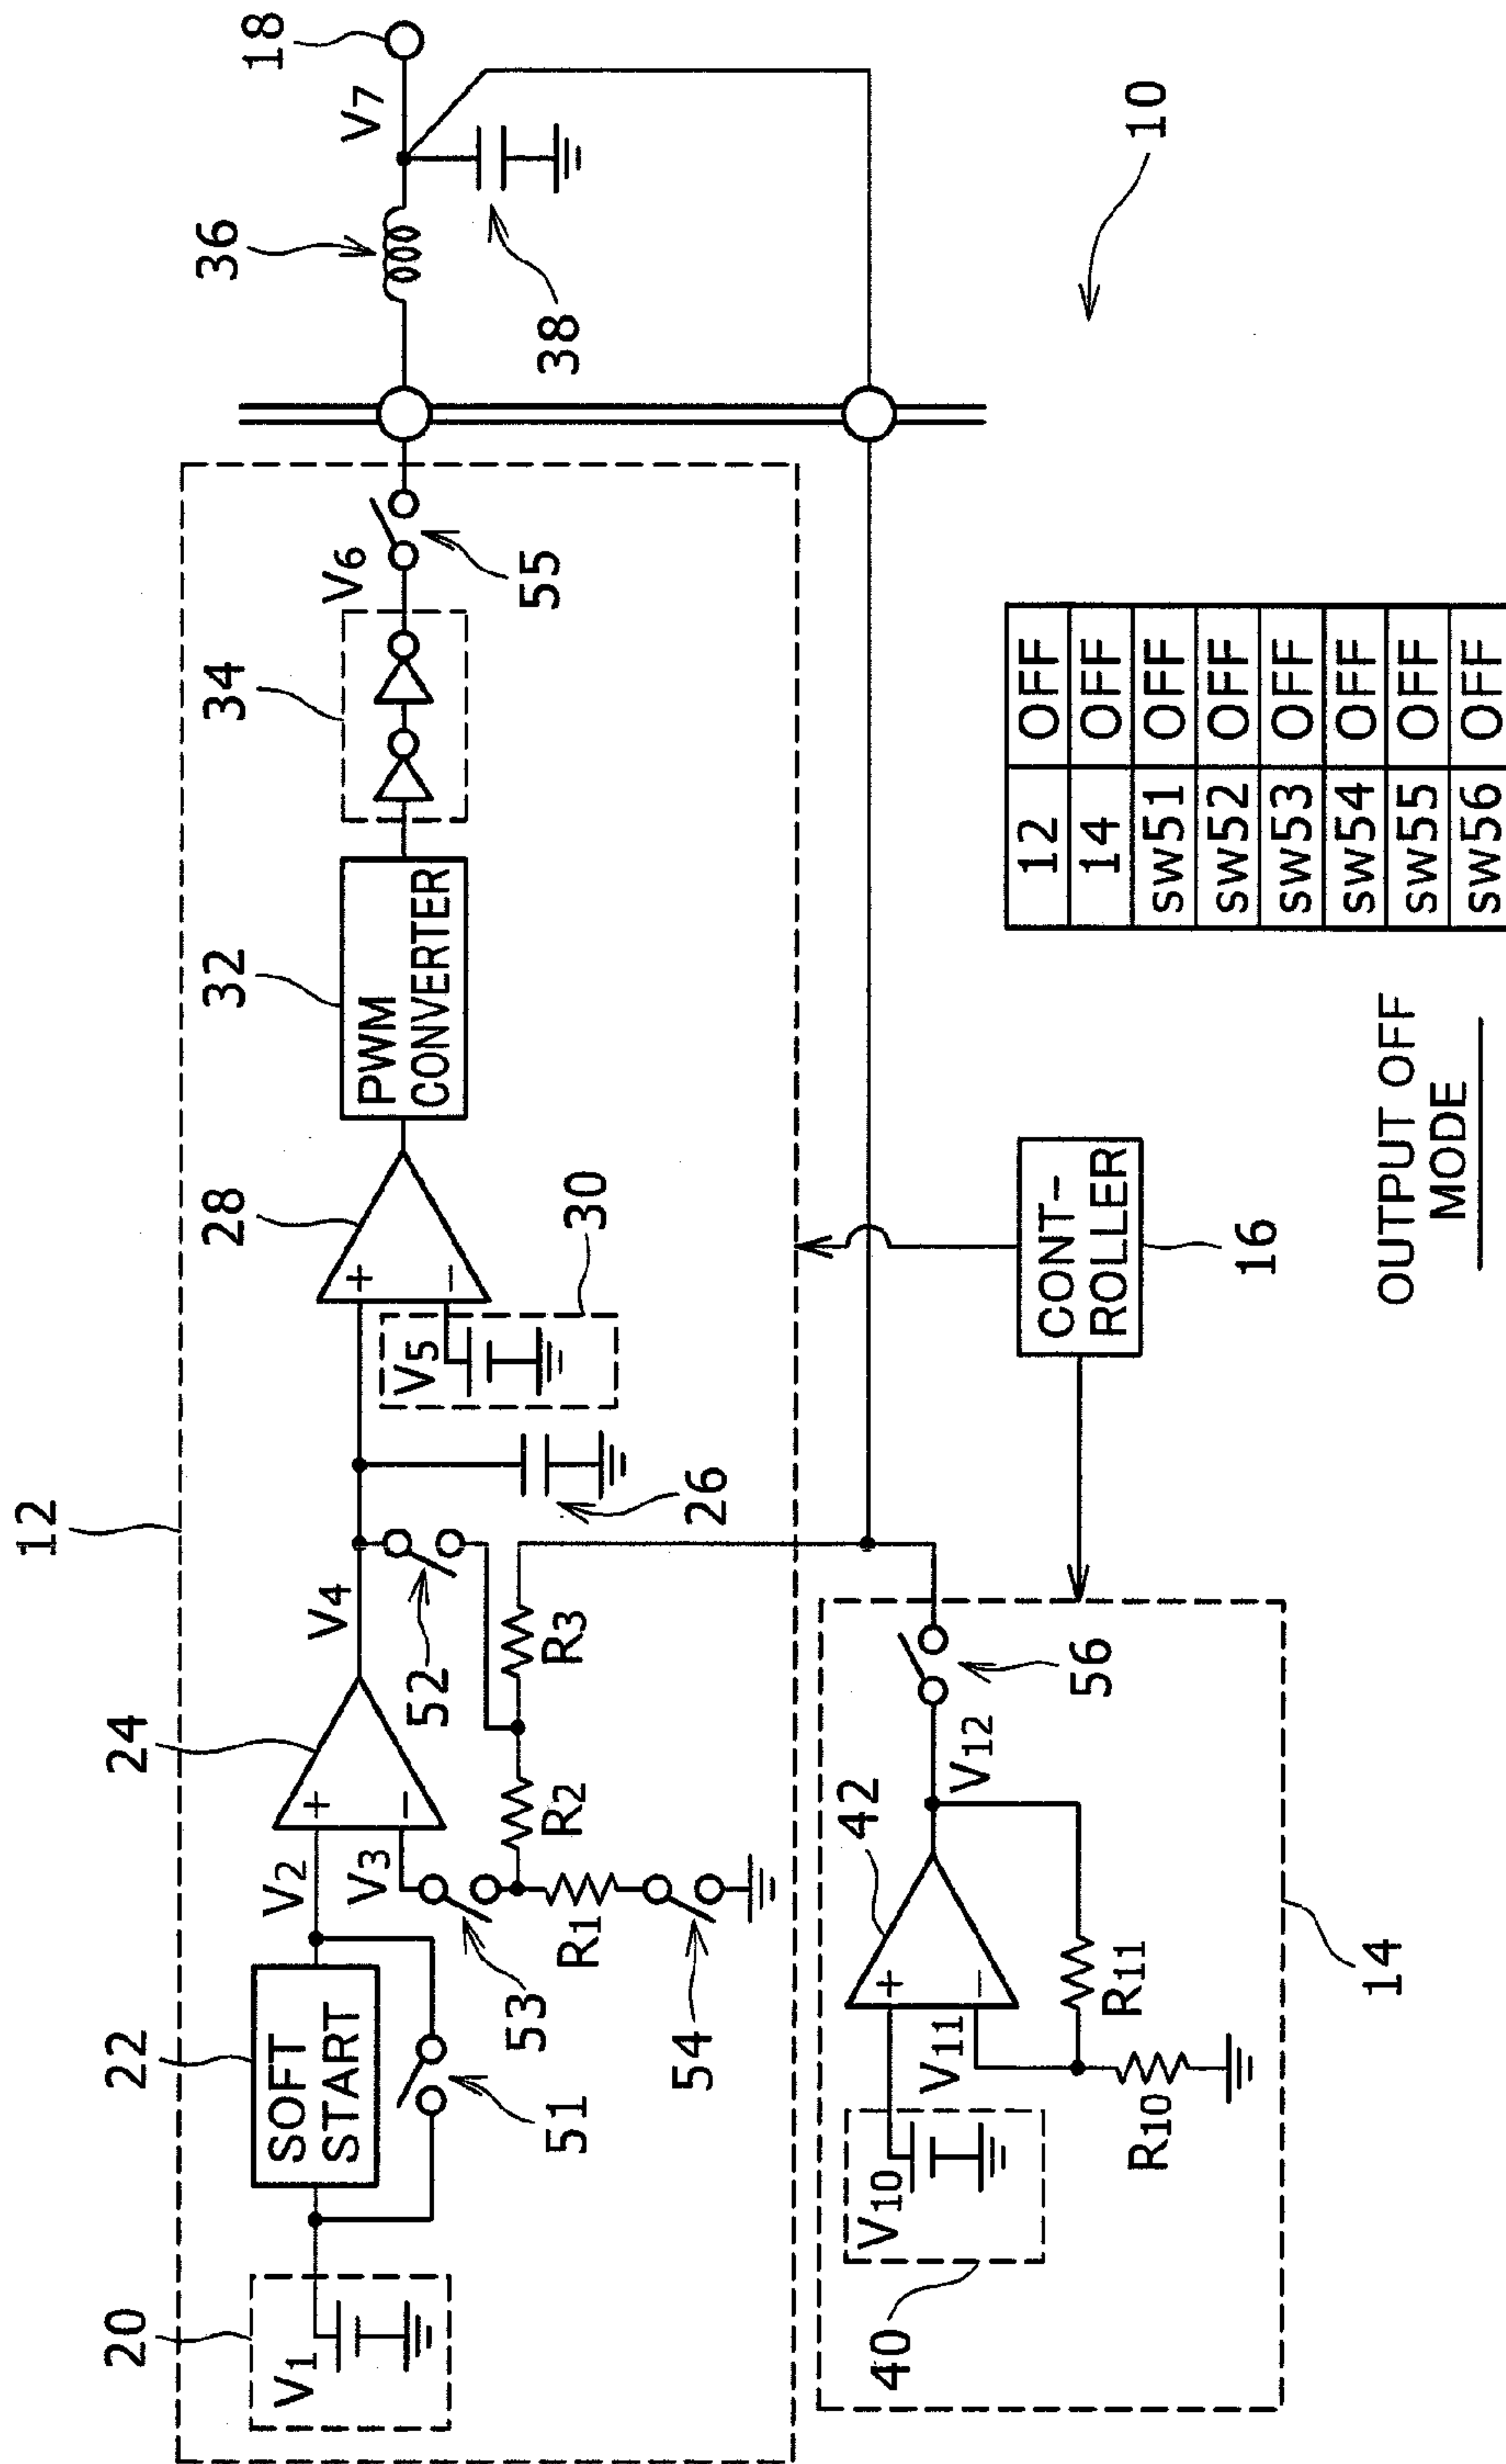 12
20
22
24
28
32
34
36
18
V1
SOFT
START
V2
V3
V4
V5
PWM
CONVERTER
V6
V7
51
53
54
R1
R2
R3
52
26
30
55
38
40
V10
V11
42
V12
R10
R11
56
14
CONT-
ROLLER
16
10
12 OFF
14 OFF
sw51 OFF
sw52 OFF
sw53 OFF
sw54 OFF
sw55 OFF
sw56 OFF
OUTPUT OFF
MODE
+
−
+
−
+
−